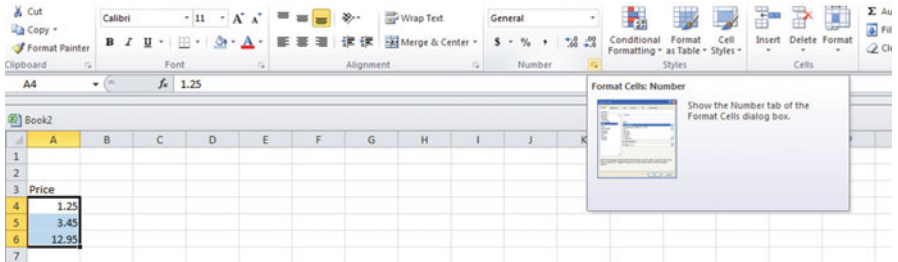 Cut
Copy
Format Painter
Clipboard
Calibri
11
A A
B I U
A
Font
Wrap Text
Merge & Center
Alignment
General
$ % ,
Number
Conditional Formatting
Format as Table
Cell Styles
Styles
Insert Delete Format
Cells
Σ Au
Fil
Cl
A4 fx 1.25
Book2
A B C D E F G H I J K
1
2
3 Price
4 1.25
5 3.45
6 12.95
7
Format Cells: Number
Show the Number tab of the
Format Cells dialog box.